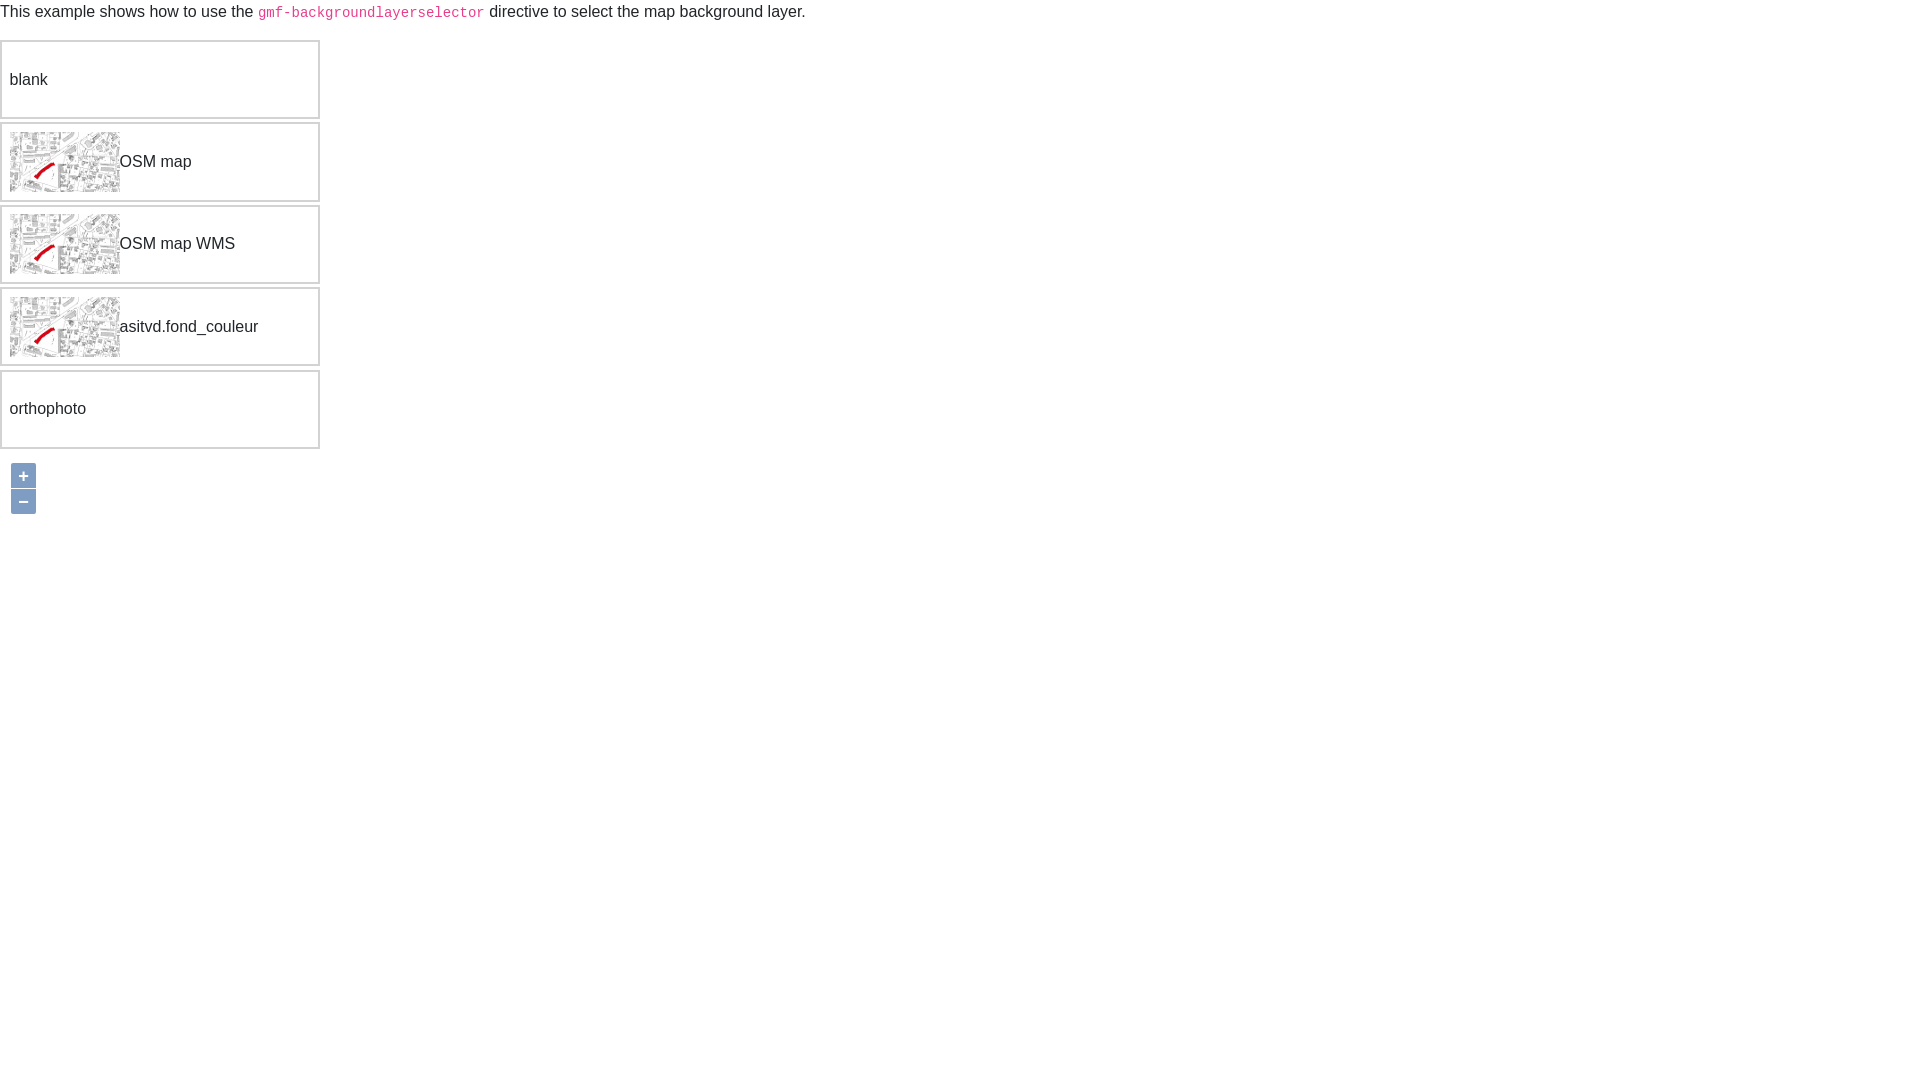 This example shows how to use the gmf-backgroundlayerselector directive to select the map background layer.
blank
OSM map
OSM map WMS
asitvd.fond_couleur
orthophoto
+
−